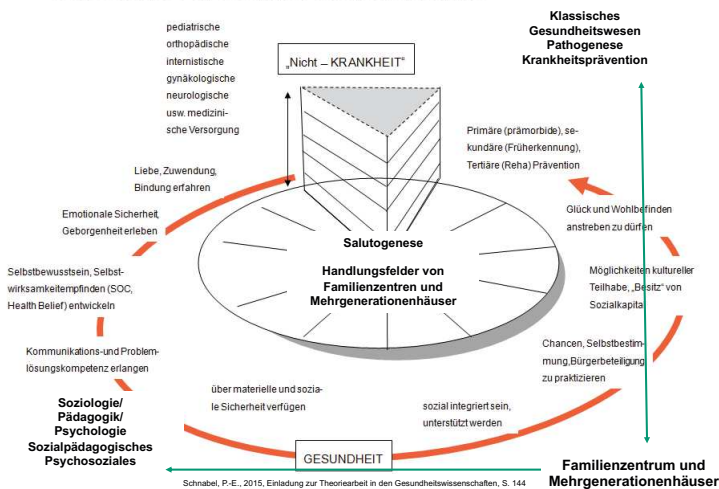 pediatrische
orthopädische
internistische
gynäkologische
neurologische
usw. medizini-
sche Versorgung
„Nicht – KRANKHEIT"
Klassisches
Gesundheitswesen
Pathogenese
Krankheitsprävention
Primäre (prämorbide), se-
kundäre (Früherkennung),
Tertiäre (Reha) Prävention
Liebe, Zuwendung,
Bindung erfahren
Emotionale Sicherheit,
Geborgenheit erleben
Selbstbewusstsein, Selbst-
wirksamkeitempfinden (SOC,
Health Belief) entwickeln
Kommunikations-und Problem-
lösungskompetenz erlangen
Salutogenese
Handlungsfelder von
Familienzentren und
Mehrgenerationenhäuser
Glück und Wohlbefinden
anstreben zu dürfen
Möglichkeiten kultureller
Teilhabe, „Besitz" von
Sozialkapital
Chancen, Selbstbestim-
mung,Bürgerbeteiligung
zu praktizieren
über materielle und sozia-
le Sicherheit verfügen
sozial integriert sein,
unterstützt werden
Soziologie/
Pädagogik/
Psychologie
Sozialpädagogisches
Psychosoziales
GESUNDHEIT
Familienzentrum und
Mehrgenerationenhäuser
Schnabel, P.-E., 2015, Einladung zur Theoriearbeit in den Gesundheitswissenschaften, S. 144